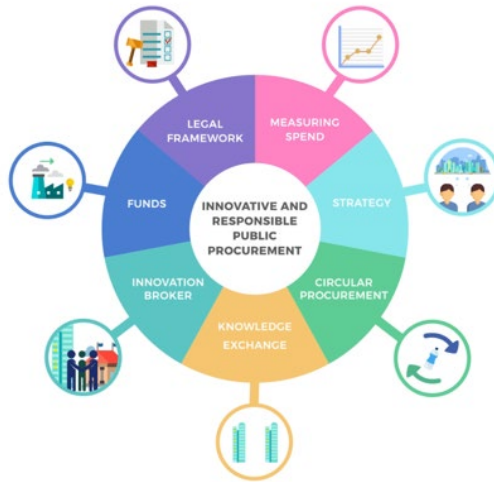 LEGAL
FRAMEWORK
MEASURING
SPEND
FUNDS
INNOVATIVE AND
RESPONSIBLE
PUBLIC
PROCUREMENT
STRATEGY
INNOVATION
BROKER
CIRCULAR
PROCUREMENT
KNOWLEDGE
EXCHANGE